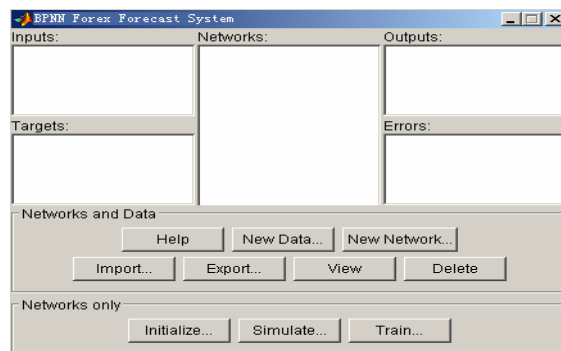 BPNN Forex Forecast System
Inputs:
Networks:
Outputs:
Targets:
Errors:
Networks and Data
Help
New Data...
New Network...
Import...
Export...
View
Delete
Networks only
Initialize...
Simulate...
Train...